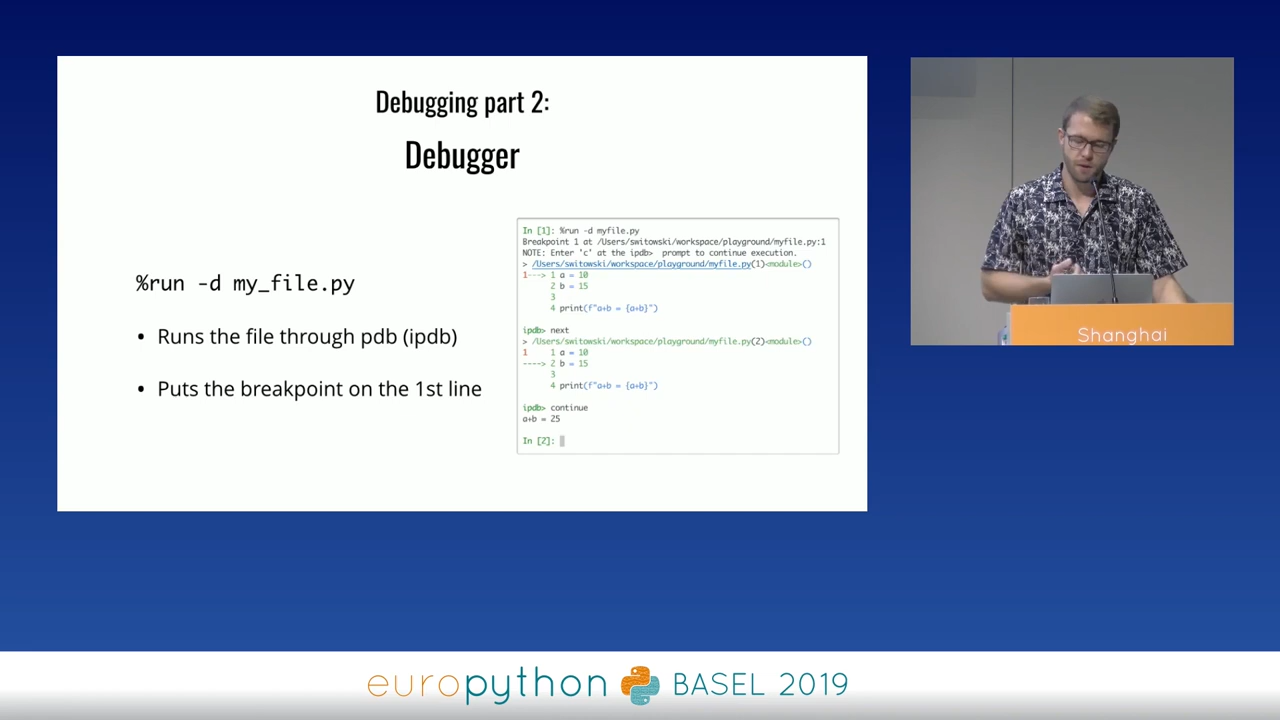 Debugging part 2:
Debugger
%run -d my_file.py
• Runs the file through pdb (ipdb)
• Puts the breakpoint on the 1st line
In [1]: %run -d myfile.py
Breakpoint 1 at /Users/switowski/workspace/playground/myfile.py:1
NOTE: Enter 'c' at the ipdb>  prompt to continue execution.
> /Users/switowski/workspace/playground/myfile.py(1)<module>()
1---> 1 a = 10
2 b = 15
3
4 print(f"a+b = {a+b}")
ipdb> next
> /Users/switowski/workspace/playground/myfile.py(2)<module>()
1     1 a = 10
----> 2 b = 15
3
4 print(f"a+b = {a+b}")
ipdb> continue
a+b = 25
In [2]:
Shanghai
europython BASEL 2019